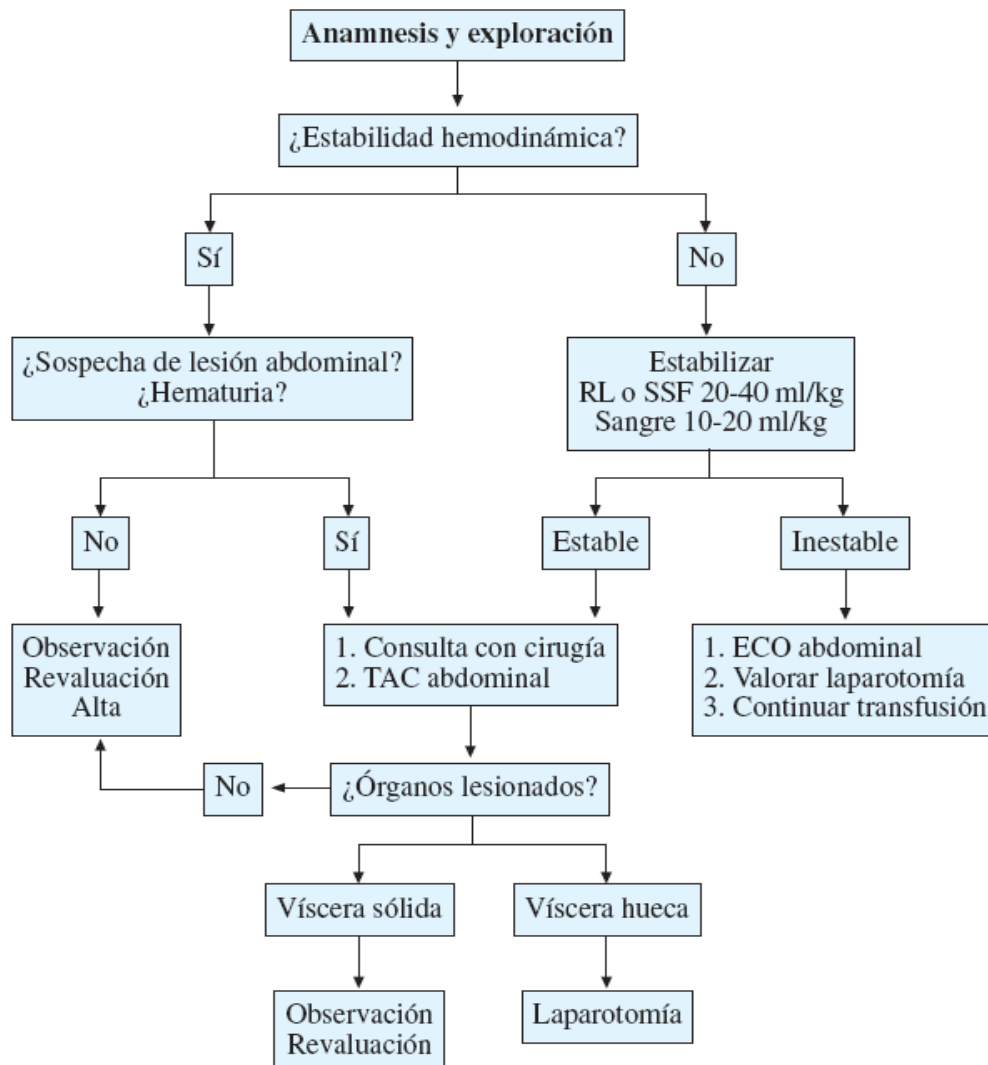 Anamnesis y exploración
¿Estabilidad hemodinámica?
Sí
No
¿Sospecha de lesión abdominal?
¿Hematuria?
Estabilizar
RL o SSF 20-40 ml/kg
Sangre 10-20 ml/kg
No
Sí
Estable
Inestable
Observación
Revaluación
Alta
1. Consulta con cirugía
2. TAC abdominal
1. ECO abdominal
2. Valorar laparotomía
3. Continuar transfusión
No
¿Órganos lesionados?
Víscera sólida
Víscera hueca
Observación
Revaluación
Laparotomía